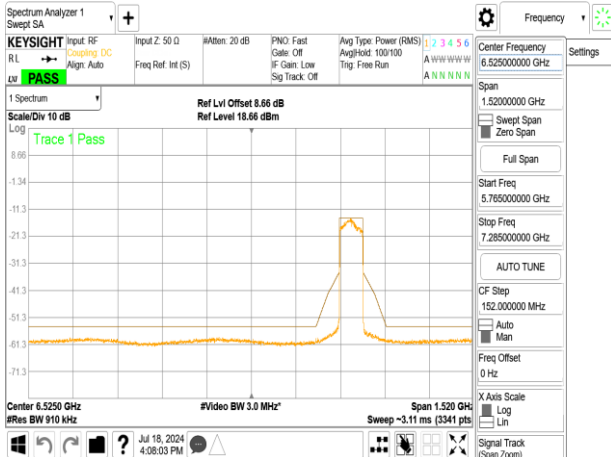 Spectrum Analyzer 1
Swept SA
Frequency
Settings
KEYSIGHT
RL
LXI
PASS
Input: RF
Coupling: DC
Align: Auto
Input Z: 50 Ω
Freq Ref: Int (S)
#Atten: 20 dB
PNO: Fast
Gate: Off
IF Gain: Low
Sig Track: Off
Avg Type: Power (RMS)
Avg|Hold: 100/100
Trig: Free Run
1 2 3 4 5 6
A W W W W W
A N N N N N
1 Spectrum
Scale/Div 10 dB
Ref Lvl Offset 8.66 dB
Ref Level 18.66 dBm
Log
Trace 1 Pass
8.66
-1.34
-11.3
-21.3
-31.3
-41.3
-51.3
-61.3
-71.3
Center 6.5250 GHz
#Res BW 910 kHz
#Video BW 3.0 MHz*
Span 1.520 GHz
Sweep ~3.11 ms (3341 pts
Center Frequency
6.525000000 GHz
Span
1.52000000 GHz
Swept Span
Zero Span
Full Span
Start Freq
5.765000000 GHz
Stop Freq
7.285000000 GHz
AUTO TUNE
CF Step
152.000000 MHz
Auto
Man
Freq Offset
0 Hz
X Axis Scale
Log
Lin
Signal Track
(Span Zoom)
Jul 18, 2024
4:08:03 PM